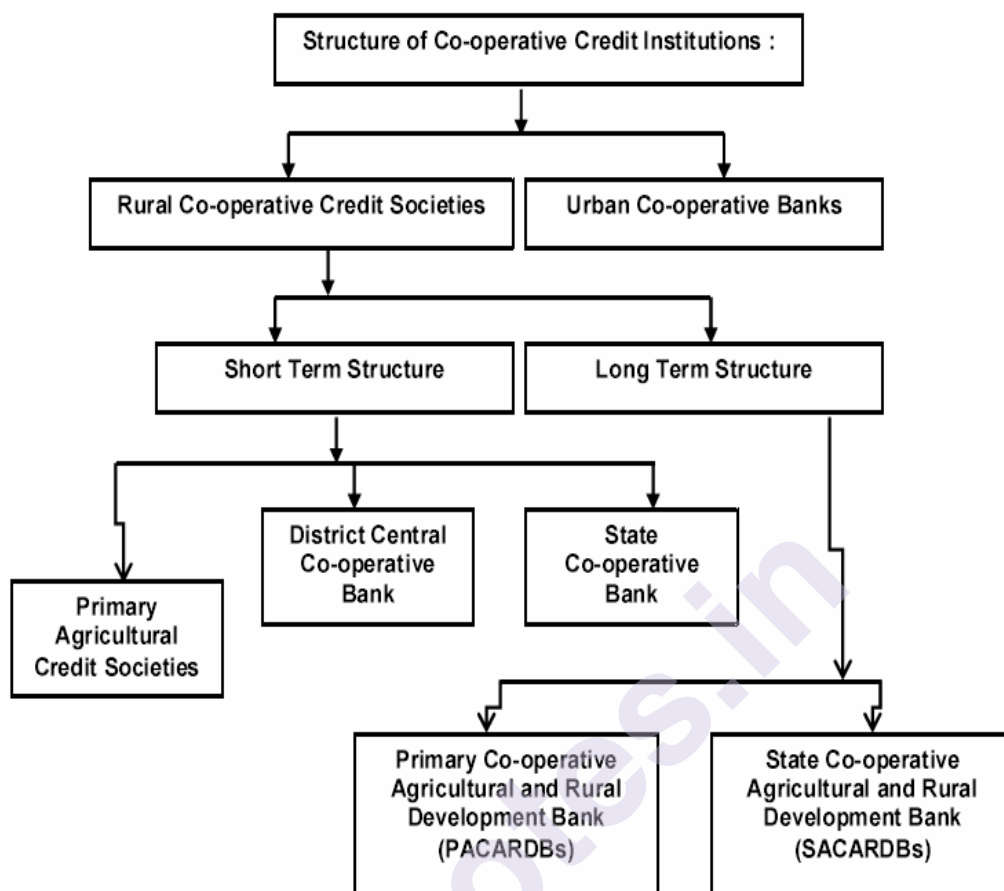 Structure of Co-operative Credit Institutions :
Rural Co-operative Credit Societies
Urban Co-operative Banks
Short Term Structure
Long Term Structure
District Central
Co-operative
Bank
State
Co-operative
Bank
Primary
Agricultural
Credit Societies
Primary Co-operative
Agricultural and Rural
Development Bank
(PACARDBs)
State Co-operative
Agricultural and Rural
Development Bank
(SACARDBs)
otes.in